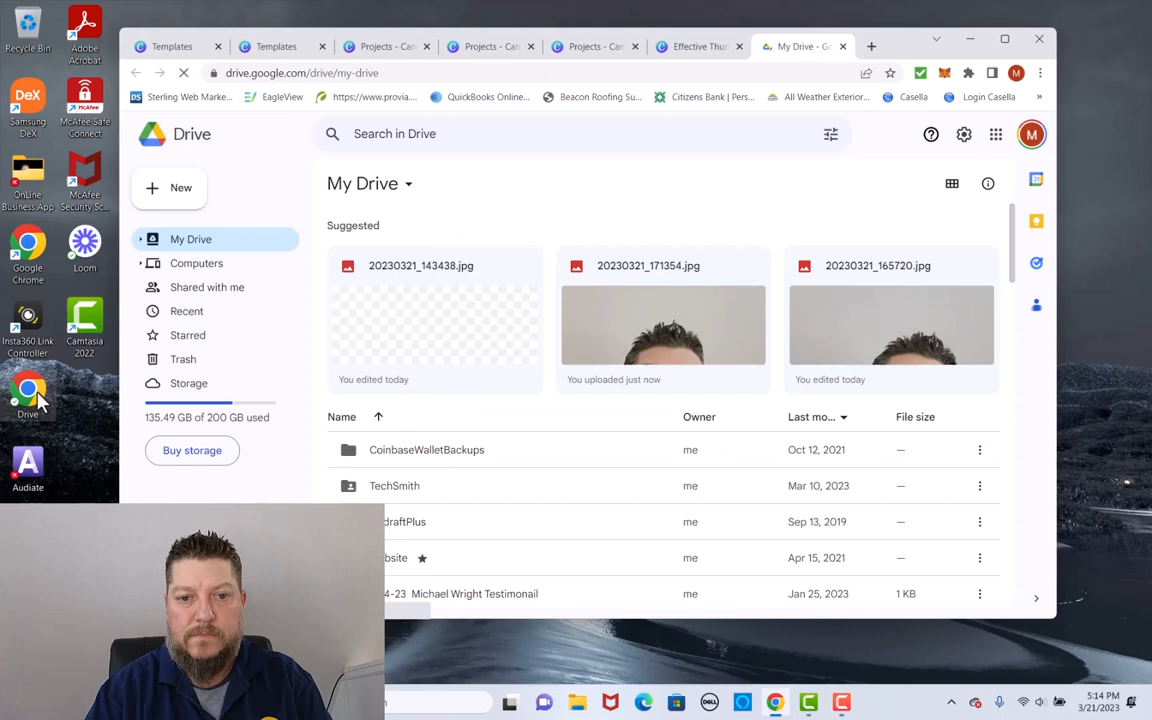 Recycle Bin
Adobe
Acrobat
Samsung
DeX
McAfee Safe
Connect
OnLine
Business App
McAfee
Security Sc...
Google
Chrome
Loom
Insta360 Link
Controller
Camtasia
2022
Drive
Audiate
Templates
Templates
Projects - Can
Projects - Can
Projects - Can
Effective Thu
My Drive - Go
drive.google.com/drive/my-drive
M
Sterling Web Marke...
EagleView
https://www.provia...
QuickBooks Online...
Beacon Roofing Su...
Citizens Bank | Pers...
All Weather Exterior...
Casella
Login Casella
»
Drive
Search in Drive
M
New
My Drive
Computers
Shared with me
Recent
Starred
Trash
Storage
135.49 GB of 200 GB used
Buy storage
My Drive
Suggested
20230321_143438.jpg
You edited today
20230321_171354.jpg
You uploaded just now
20230321_165720.jpg
You edited today
Name
Owner
Last mo...
File size
CoinbaseWalletBackups
me
Oct 12, 2021
—
TechSmith
me
Mar 10, 2023
—
draftPlus
me
Sep 13, 2019
—
bsite
me
Apr 15, 2021
—
4-23 Michael Wright Testimonail
me
Jan 25, 2023
1 KB
DELL
5:14 PM
3/21/2023